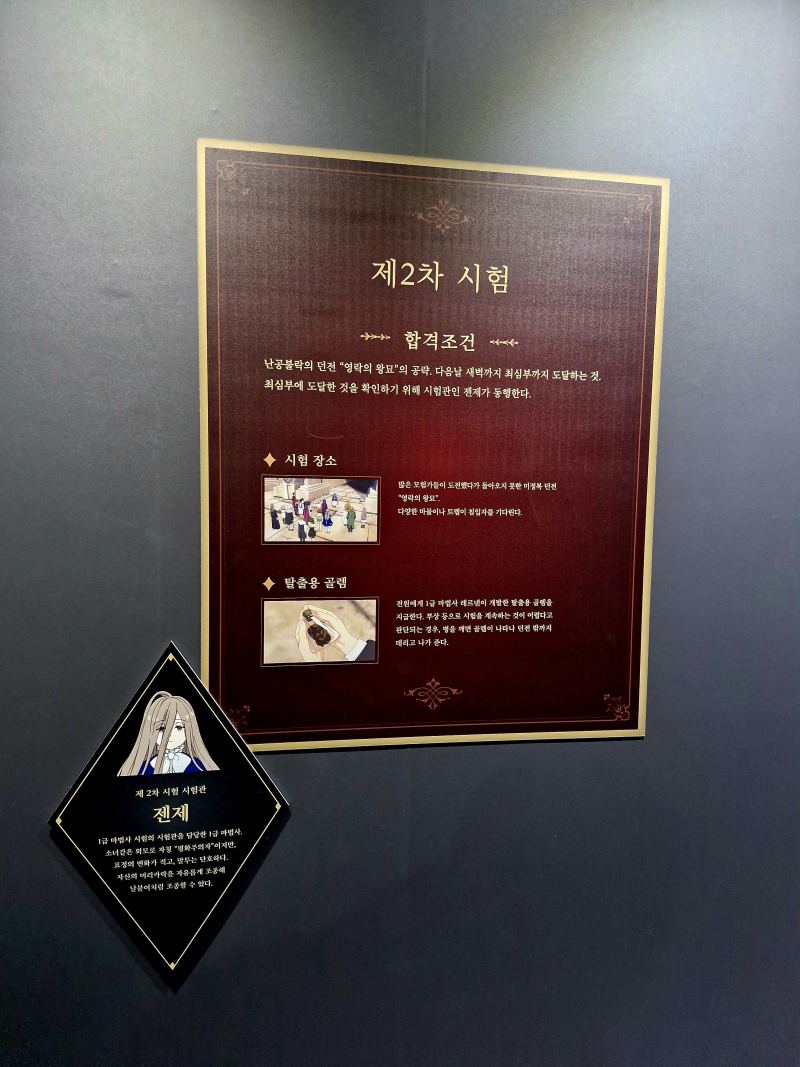 제2차 시험
합격조건
난공불락의 던전 “영락의 왕묘”의 공략. 다음날 새벽까지 최심부까지 도달하는 것.
최심부에 도달한 것을 확인하기 위해 시험관인 젠제가 동행한다.
시험 장소
많은 모험가들이 도전했다가 돌아오지 못한 미정복 던전
“영락의 왕묘”.
다양한 마물이나 트랩이 침입자를 기다린다.
탈출용 골렘
전원에게 1급 마법사 레르넨이 개발한 탈출용 골렘을
지급한다. 부상 등으로 시험을 계속하는 것이 어렵다고
판단되는 경우, 병을 깨면 골렘이 나타나 던전 밖까지
데리고 나가 준다.
제 2차 시험 시험관
젠제
1급 마법사 시험의 시험관을 담당한 1급 마법사.
소녀같은 외모로 자칭 “평화주의자”이지만,
표정의 변화가 적고, 말투는 단호하다.
자신의 머리카락을 자유롭게 조종해
날붙이처럼 조종할 수 있다.